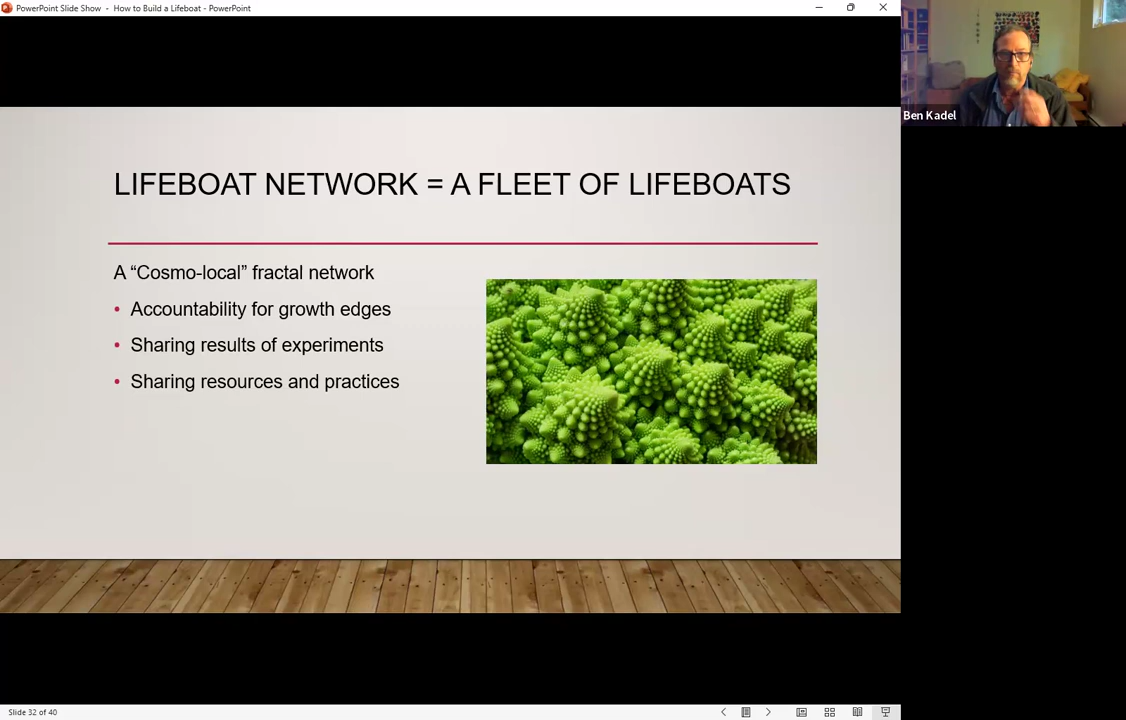 PowerPoint Slide Show - How to Build a Lifeboat - PowerPoint
Ben Kadel
LIFEBOAT NETWORK = A FLEET OF LIFEBOATS
A “Cosmo-local” fractal network
• Accountability for growth edges
• Sharing results of experiments
• Sharing resources and practices
Slide 32 of 40